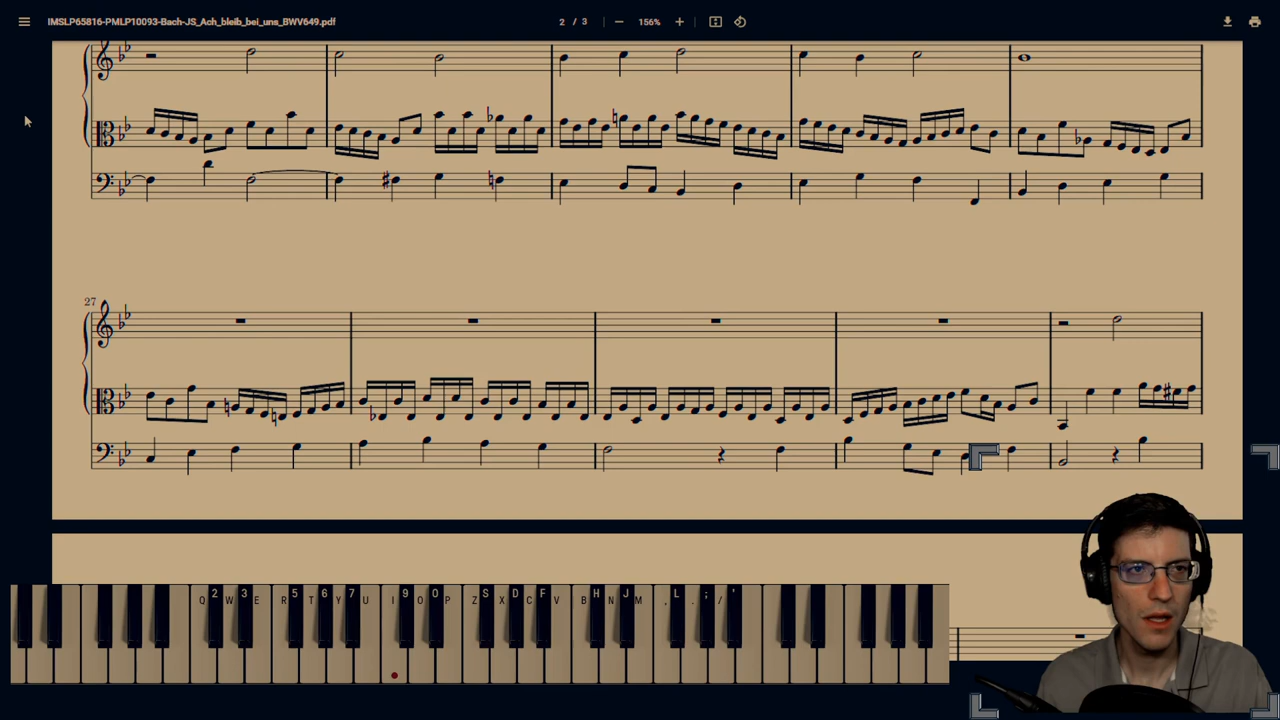 IMSLP65816-PMLP10093-Bach-JS_Ach_bleib_bei_uns_BWV649.pdf
2 / 3
156%
27
2 3 5 6 7 9 0 S D F H J L ; '
Q W E R T Y U I O P Z X C V B N M , . /